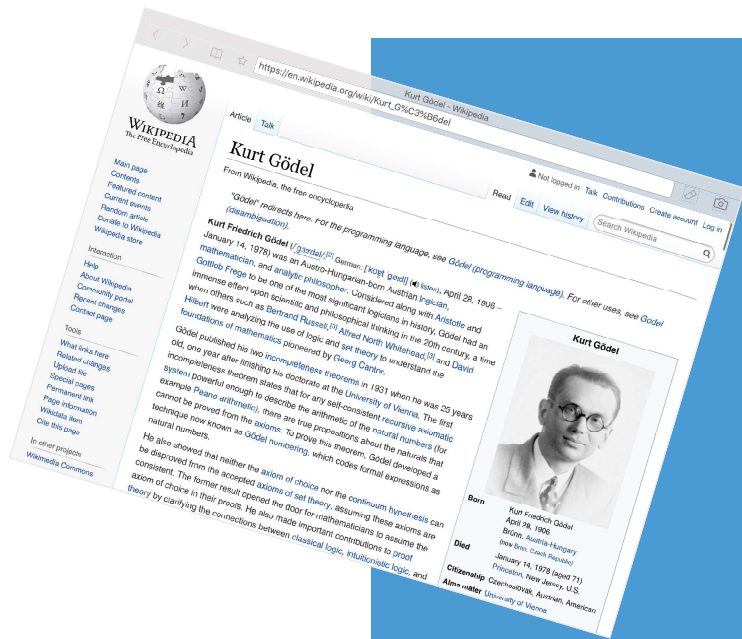 Kurt Gödel - Wikipedia
https://en.wikipedia.org/wiki/Kurt_G%C3%B6del
Not logged in Talk Contributions Create account Log in
WIKIPEDIA
The Free Encyclopedia
Main page
Contents
Featured content
Current events
Random article
Donate to Wikipedia
Wikipedia store
Interaction
Help
About Wikipedia
Community portal
Recent changes
Contact page
Tools
What links here
Related changes
Upload file
Special pages
Permanent link
Page information
Wikidata item
Cite this page
In other projects
Wikimedia Commons
Article Talk
Read Edit View history
Search Wikipedia
Kurt Gödel
From Wikipedia, the free encyclopedia
"Gödel" redirects here. For the programming language, see Gödel (programming language). For other uses, see Gödel
(disambiguation).
Kurt Friedrich Gödel (/ˈɡɜːrdəl/;[2] German: [ˈkʊʁt ˈɡøːdl̩] (listen); April 28, 1906 –
January 14, 1978) was an Austro-Hungarian-born Austrian logician,
mathematician, and analytic philosopher. Considered along with Aristotle and
Gottlob Frege to be one of the most significant logicians in history, Gödel had an
immense effect upon scientific and philosophical thinking in the 20th century, a time
when others such as Bertrand Russell,[3] Alfred North Whitehead,[3] and David
Hilbert were analyzing the use of logic and set theory to understand the
foundations of mathematics pioneered by Georg Cantor.
Gödel published his two incompleteness theorems in 1931 when he was 25 years
old, one year after finishing his doctorate at the University of Vienna. The first
incompleteness theorem states that for any self-consistent recursive axiomatic
system powerful enough to describe the arithmetic of the natural numbers (for
example Peano arithmetic), there are true propositions about the naturals that
cannot be proved from the axioms. To prove this theorem, Gödel developed a
technique now known as Gödel numbering, which codes formal expressions as
natural numbers.
He also showed that neither the axiom of choice nor the continuum hypothesis can
be disproved from the accepted axioms of set theory, assuming these axioms are
consistent. The former result opened the door for mathematicians to assume the
axiom of choice in their proofs. He also made important contributions to proof
theory by clarifying the connections between classical logic, intuitionistic logic, and
Kurt Gödel
Born Kurt Friedrich Gödel
April 28, 1906
Brünn, Austria-Hungary
(now Brno, Czech Republic)
Died January 14, 1978 (aged 71)
Princeton, New Jersey, U.S.
Citizenship Czechoslovak, Austrian, American
Alma mater University of Vienna